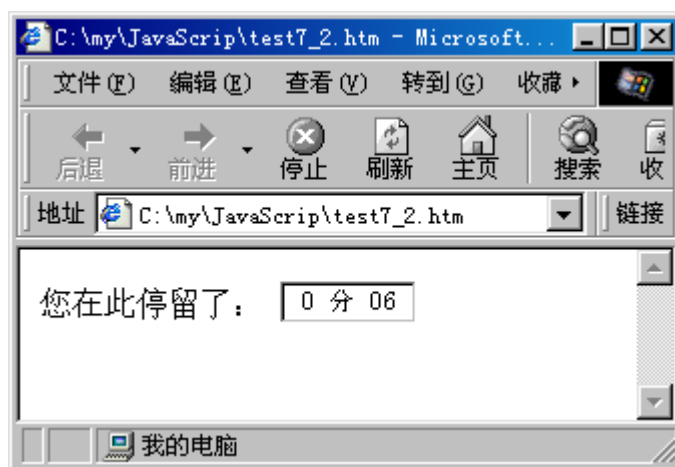 C:\my\JavaScrip\test7_2.htm - Microsoft...
文件(F) 编辑(E) 查看(V) 转到(G) 收藏
后退 前进 停止 刷新 主页 搜索 收
地址 C:\my\JavaScrip\test7_2.htm 链接
您在此停留了: 0 分 06
我的电脑